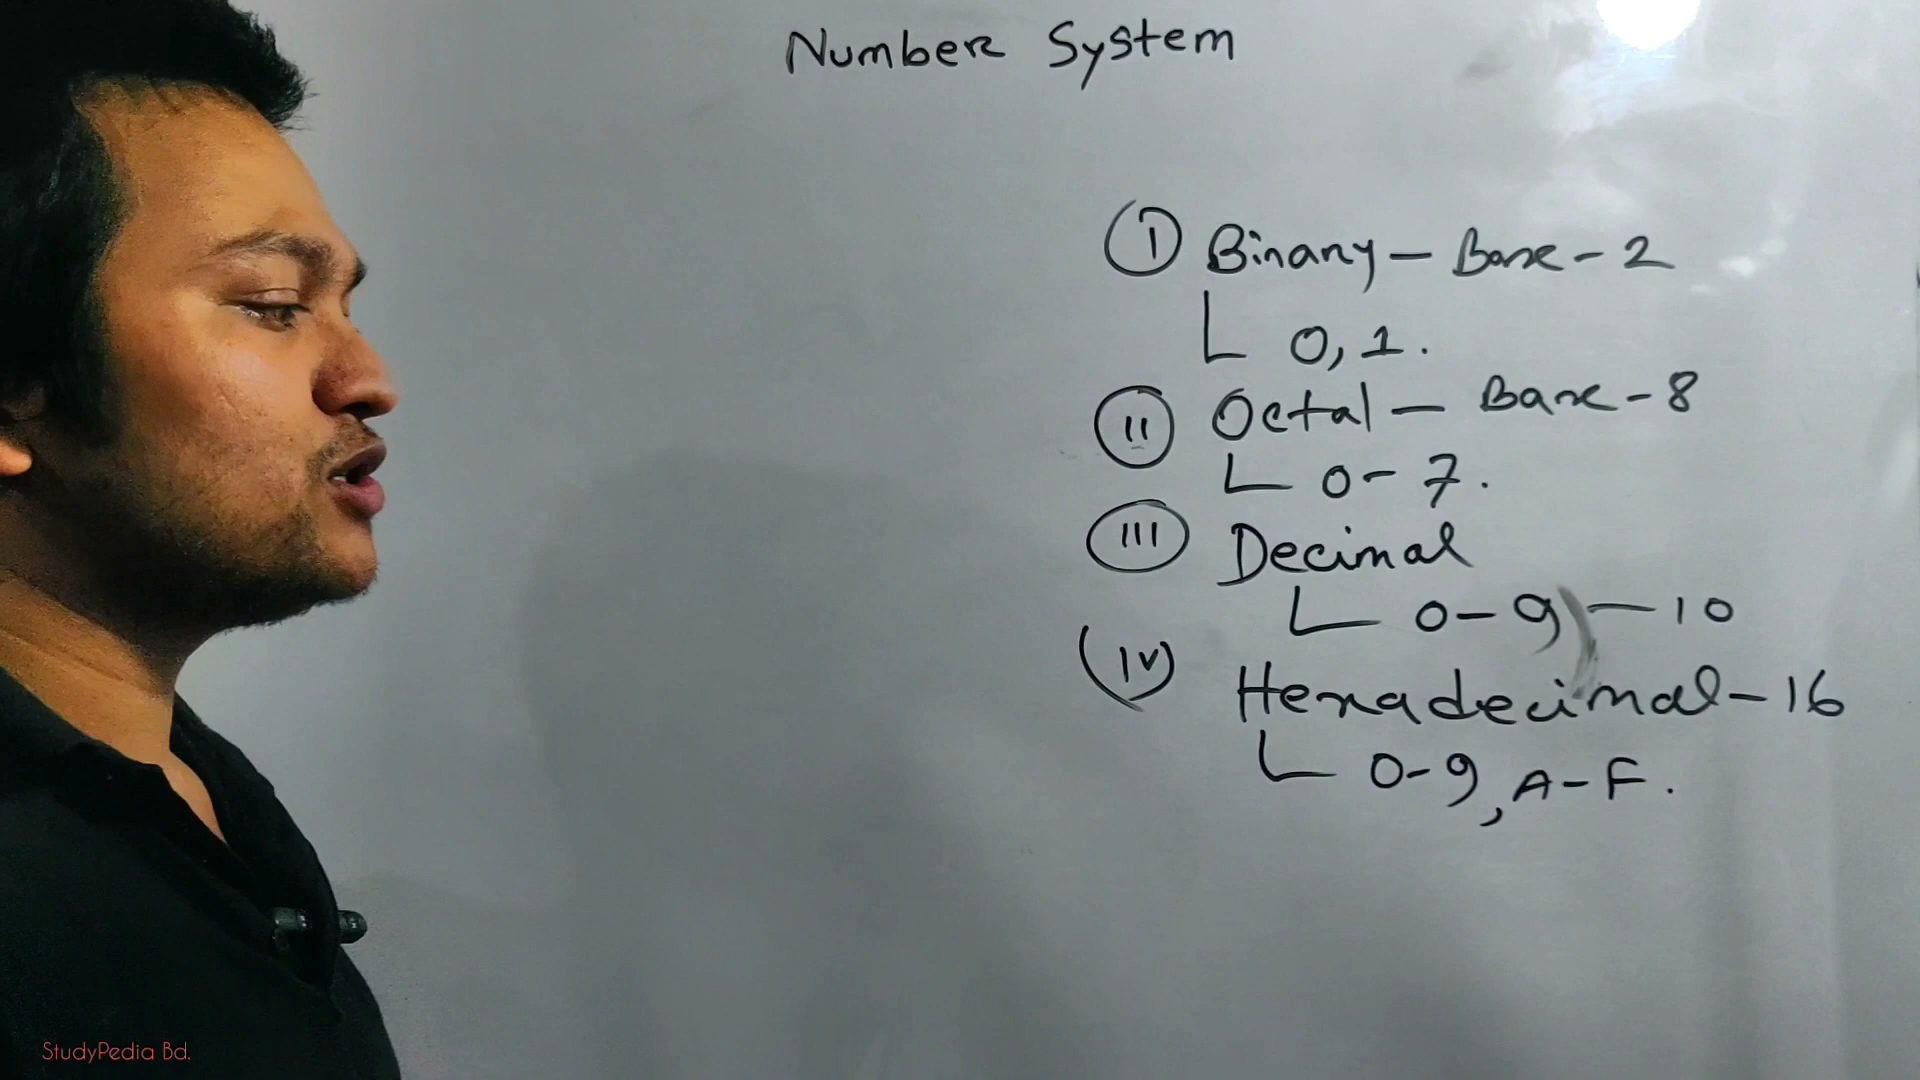 Number System
(I) Binary - Base - 2
0, 1.
(II) Octal - Base - 8
0 - 7.
(III) Decimal
0 - 9 - 10
(IV) Hexadecimal - 16
0 - 9, A - F.
StudyPedia Bd.